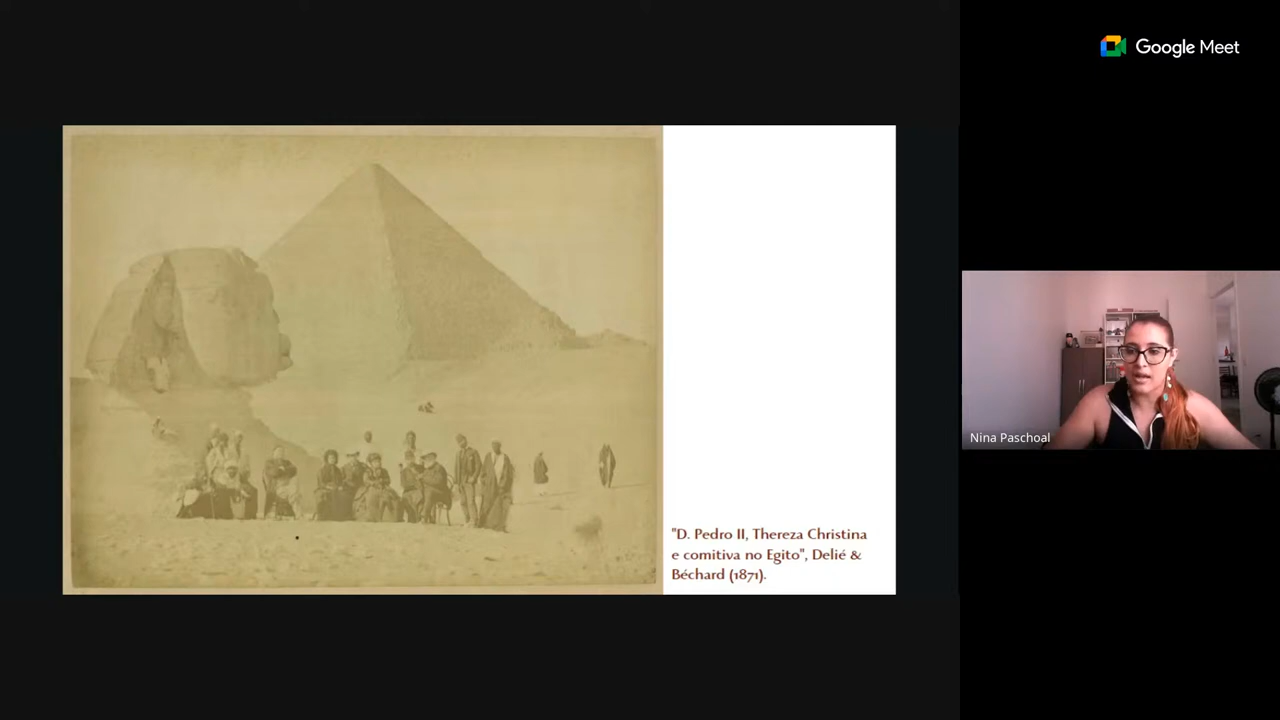 Google Meet
Nina Paschoal
"D. Pedro II, Thereza Christina
e comitiva no Egito", Delié &
Béchard (1871).